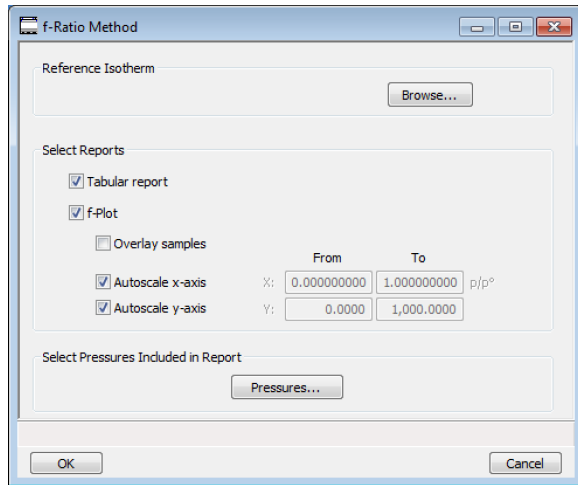 f-Ratio Method
Reference Isotherm
Browse...
Select Reports
Tabular report
f-Plot
Overlay samples
From To
Autoscale x-axis X: 0.000000000 1.000000000 p/p°
Autoscale y-axis Y: 0.0000 1,000.0000
Select Pressures Included in Report
Pressures...
OK Cancel